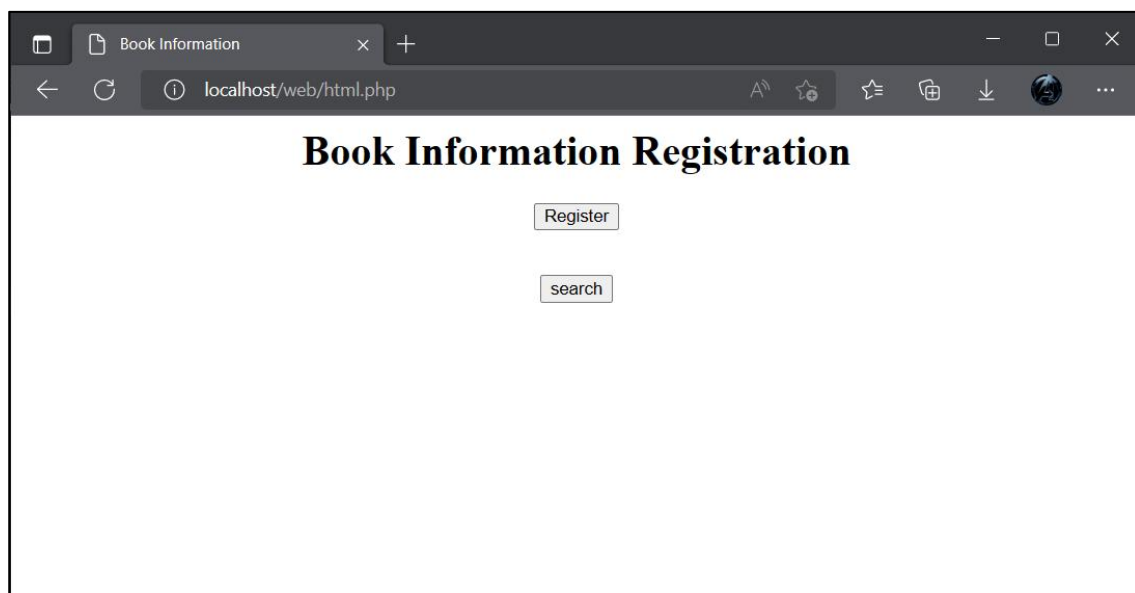 Book Information
localhost/web/html.php
Book Information Registration
Register
search